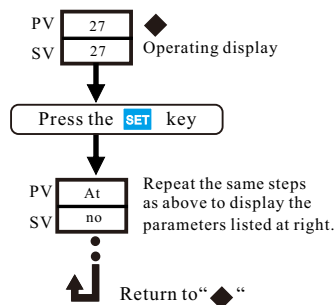 PV 27 ◆
SV 27 Operating display
Press the SET key
PV At Repeat the same steps
SV no as above to display the
parameters listed at right.
Return to“ ◆ “